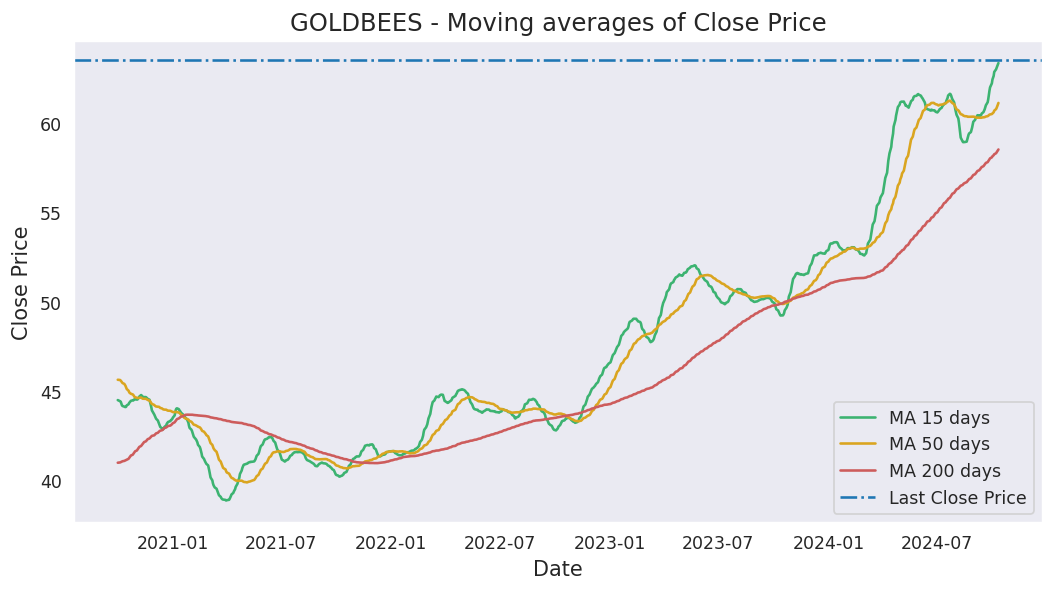 GOLDBEES - Moving averages of Close Price
Close Price
60
55
50
45
40
MA 15 days
MA 50 days
MA 200 days
Last Close Price
2021-01 2021-07 2022-01 2022-07 2023-01 2023-07 2024-01 2024-07
Date